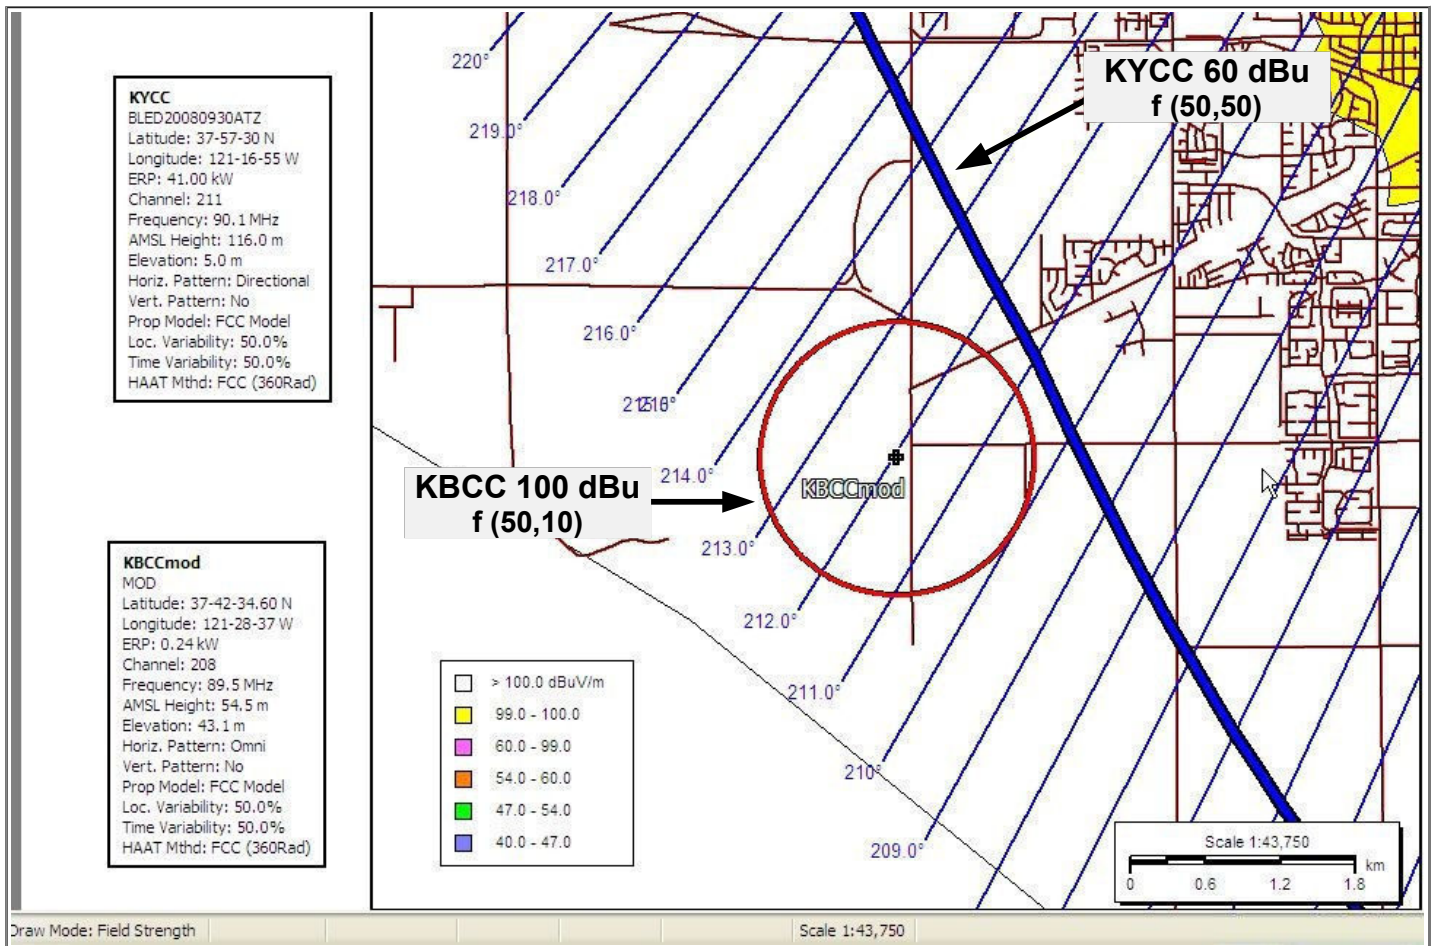 KYCC
BLED20080930ATZ
Latitude: 37-57-30 N
Longitude: 121-16-55 W
ERP: 41.00 kW
Channel: 211
Frequency: 90.1 MHz
AMSL Height: 116.0 m
Elevation: 5.0 m
Horiz. Pattern: Directional
Vert. Pattern: No
Prop Model: FCC Model
Loc. Variability: 50.0%
Time Variability: 50.0%
HAAT Mthd: FCC (360Rad)
KBCCmod
MOD
Latitude: 37-42-34.60 N
Longitude: 121-28-37 W
ERP: 0.24 kW
Channel: 208
Frequency: 89.5 MHz
AMSL Height: 54.5 m
Elevation: 43.1 m
Horiz. Pattern: Omni
Vert. Pattern: No
Prop Model: FCC Model
Loc. Variability: 50.0%
Time Variability: 50.0%
HAAT Mthd: FCC (360Rad)
KYCC 60 dBu
f (50,50)
220°
219.0°
218.0°
217.0°
216.0°
214.0°
213.0°
212.0°
211.0°
210°
209.0°
KBCC 100 dBu
f (50,10)
KBCCmod
> 100.0 dBuV/m
99.0 - 100.0
60.0 - 99.0
54.0 - 60.0
47.0 - 54.0
40.0 - 47.0
Scale 1:43,750
km
0 0.6 1.2 1.8
Draw Mode: Field Strength
Scale 1:43,750